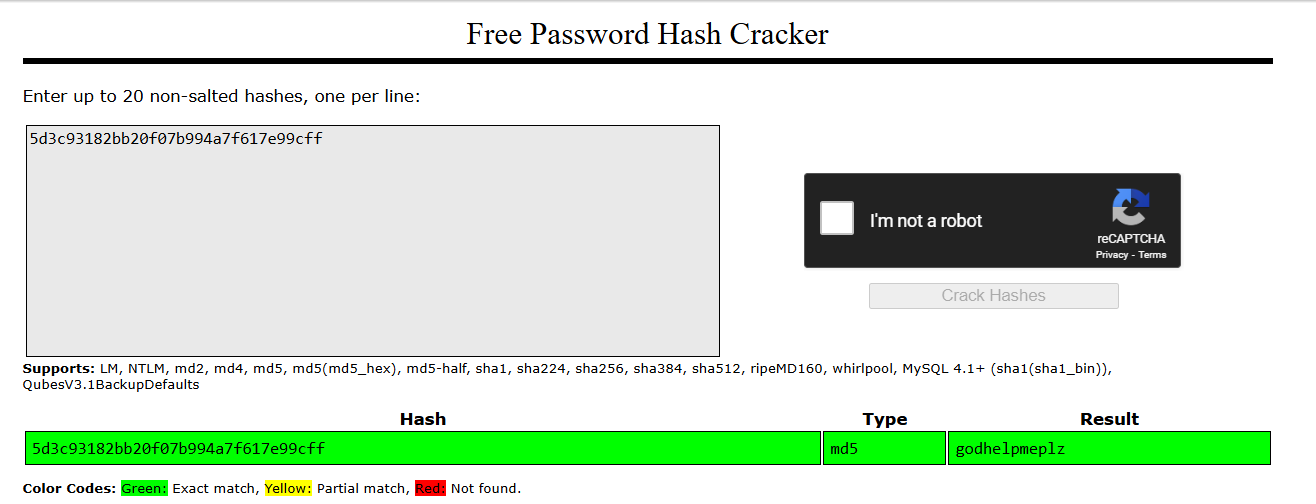 Free Password Hash Cracker
Enter up to 20 non-salted hashes, one per line:
5d3c93182bb20f07b994a7f617e99cff
I'm not a robot
reCAPTCHA
Privacy - Terms
Crack Hashes
Supports: LM, NTLM, md2, md4, md5, md5(md5_hex), md5-half, sha1, sha224, sha256, sha384, sha512, ripeMD160, whirlpool, MySQL 4.1+ (sha1(sha1_bin)),
QubesV3.1BackupDefaults
Hash Type Result
5d3c93182bb20f07b994a7f617e99cff md5 godhelpmeplz
Color Codes: Green: Exact match, Yellow: Partial match, Red: Not found.